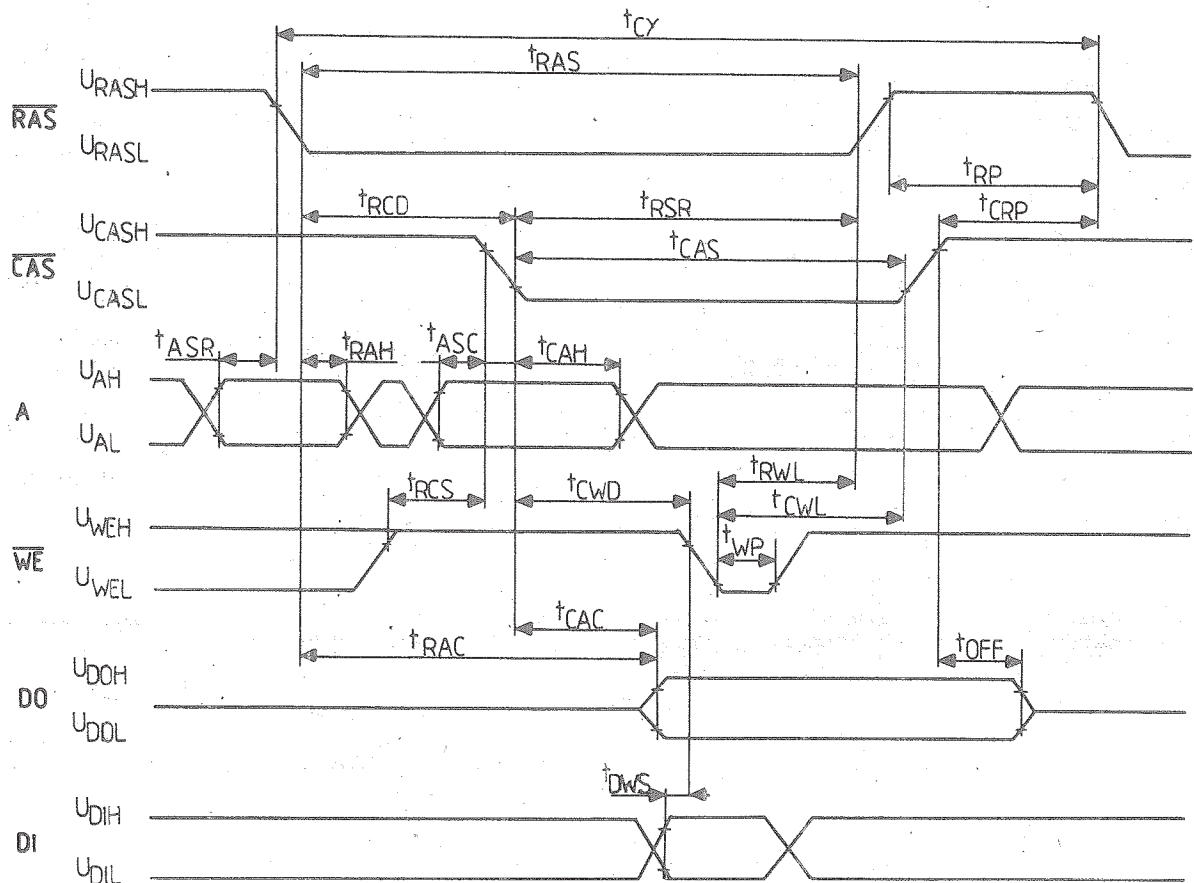 tCY
tRAS
URASH
RAS
URASL
tRP
tRCD
tRSR
tCRP
UCASH
tCAS
CAS
UCASL
tASR
tRAH
tASC
tCAH
UAH
A
UAL
tRWL
tRCS
tCWD
tCWL
UWEH
tWP
WE
UWEL
tCAC
tRAC
tOFF
UDOH
DO
UDOL
tDWS
UDIH
DI
UDIL